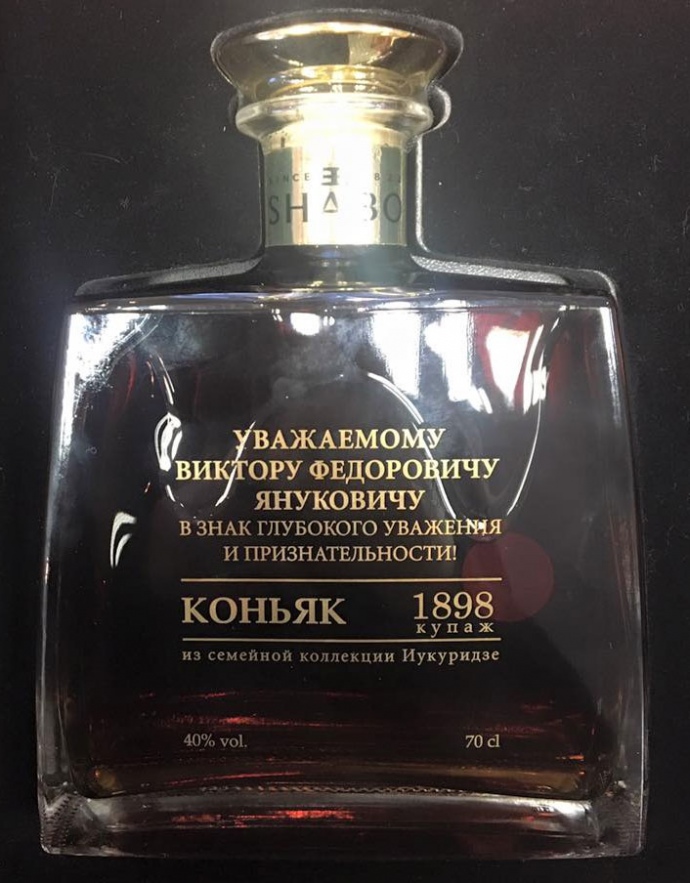 SINCE 1822
SHABO
УВАЖАЕМОМУ
ВИКТОРУ ФЕДОРОВИЧУ
ЯНУКОВИЧУ
В ЗНАК ГЛУБОКОГО УВАЖЕНИЯ
И ПРИЗНАТЕЛЬНОСТИ!
КОНЬЯК 1898
купаж
из семейной коллекции Иукуридзе
40% vol. 70 cl